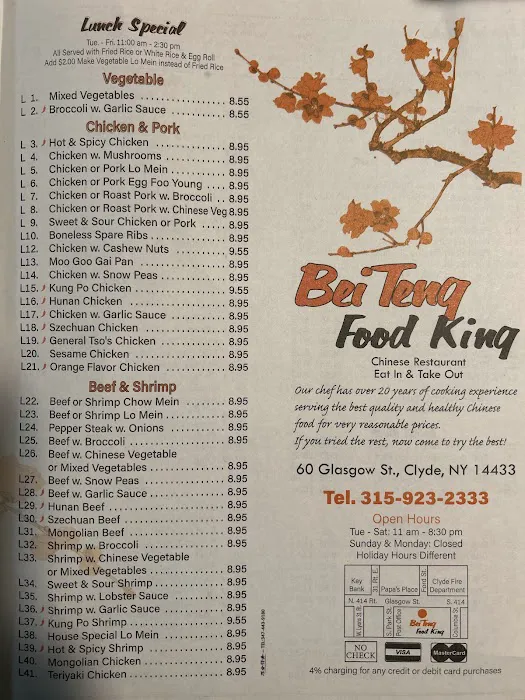 Lunch Special
Tue. - Fri. 11:00 am - 2:30 pm
All Served with Fried Rice or White Rice & Egg Roll
Add $2.00 Make Vegetable Lo Mein instead of Fried Rice
Vegetable
L 1. Mixed Vegetables 8.55
L 2. Broccoli w. Garlic Sauce 8.55
Chicken & Pork
L 3. Hot & Spicy Chicken 8.95
L 4. Chicken w. Mushrooms 8.95
L 5. Chicken or Pork Lo Mein 8.95
L 6. Chicken or Pork Egg Foo Young 8.95
L 7. Chicken or Roast Pork w. Broccoli 8.95
L 8. Chicken or Roast Pork w. Chinese Veg 8.95
L 9. Sweet & Sour Chicken or Pork 8.95
L10. Boneless Spare Ribs 8.95
L12. Chicken w. Cashew Nuts 9.55
L13. Moo Goo Gai Pan 8.95
L14. Chicken w. Snow Peas 8.95
L15. Kung Po Chicken 9.55
L16. Hunan Chicken 8.95
L17. Chicken w. Garlic Sauce 8.95
L18. Szechuan Chicken 8.95
L19. General Tso's Chicken 8.95
L20. Sesame Chicken 8.95
L21. Orange Flavor Chicken 8.95
Beef & Shrimp
L22. Beef or Shrimp Chow Mein 8.95
L23. Beef or Shrimp Lo Mein 8.95
L24. Pepper Steak w. Onions 8.95
L25. Beef w. Broccoli 8.95
L26. Beef w. Chinese Vegetable
or Mixed Vegetables 8.95
L27. Beef w. Snow Peas 8.95
L28. Beef w. Garlic Sauce 8.95
L29. Hunan Beef 8.95
L30. Szechuan Beef 8.95
L31. Mongolian Beef 8.95
L32. Shrimp w. Broccoli 8.95
L33. Shrimp w. Chinese Vegetable
or Mixed Vegetables 8.95
L34. Sweet & Sour Shrimp 8.95
L35. Shrimp w. Lobster Sauce 8.95
L36. Shrimp w. Garlic Sauce 8.95
L37. Kung Po Shrimp 9.55
L38. House Special Lo Mein 8.95
L39. Hot & Spicy Shrimp 8.95
L40. Mongolian Chicken 8.95
L41. Teriyaki Chicken 8.95
Bei Teng
Food King
Chinese Restaurant
Eat In & Take Out
Our chef has over 20 years of cooking experience
serving the best quality and healthy Chinese
food for very reasonable prices.
If you tried the rest, now come to try the best!
60 Glasgow St., Clyde, NY 14433
Tel. 315-923-2333
Open Hours
Tue - Sat: 11 am - 8:30 pm
Sunday & Monday: Closed
Holiday Hours Different
Key Bank
31. Rt. E.
Papa's Place
Front St.
Clyde Fire Department
N. 414 Rt. Glasgow St. S. 414
K Lyons St. R.
S. Park St.
Post Office
Bei Teng
Food King
Columbia St.
NO CHECK
VISA
MasterCard
4% charging for any credit or debit card purchases